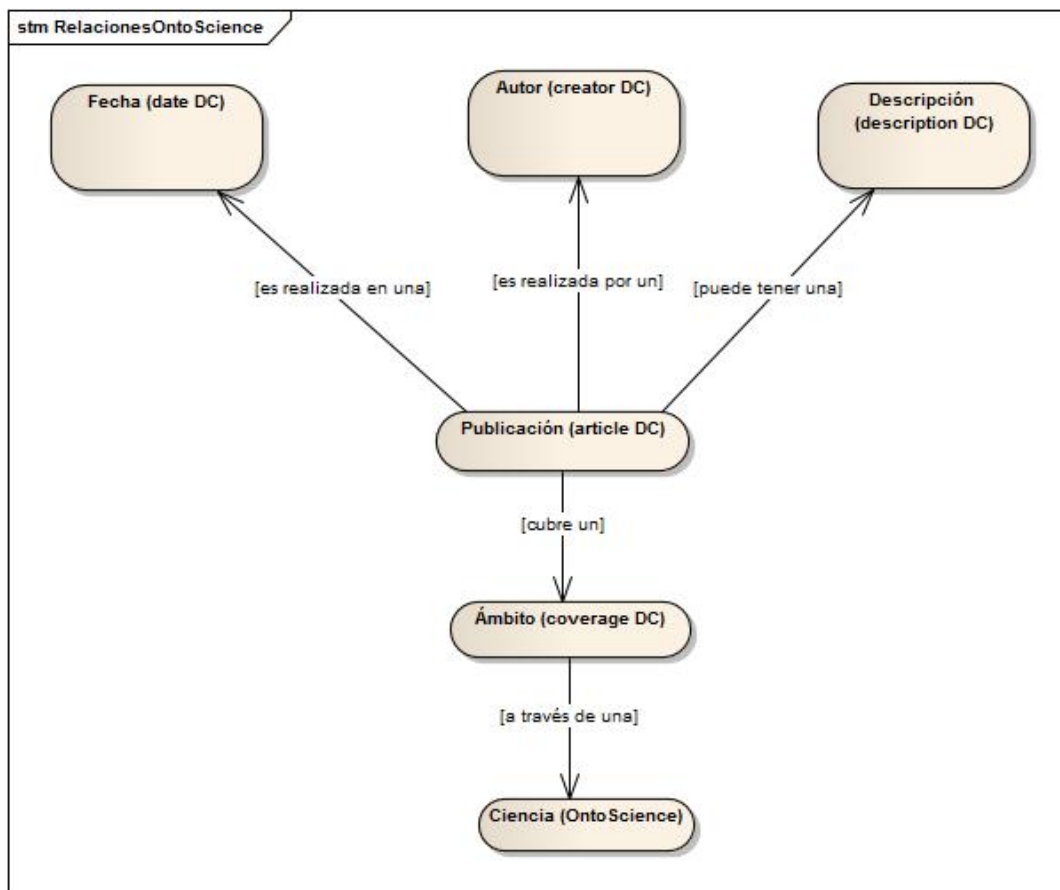 stm RelacionesOntoScience
Fecha (date DC)
Autor (creator DC)
Descripción
(description DC)
[es realizada en una]
[es realizada por un]
[puede tener una]
Publicación (article DC)
[cubre un]
Ámbito (coverage DC)
[a través de una]
Ciencia (OntoScience)